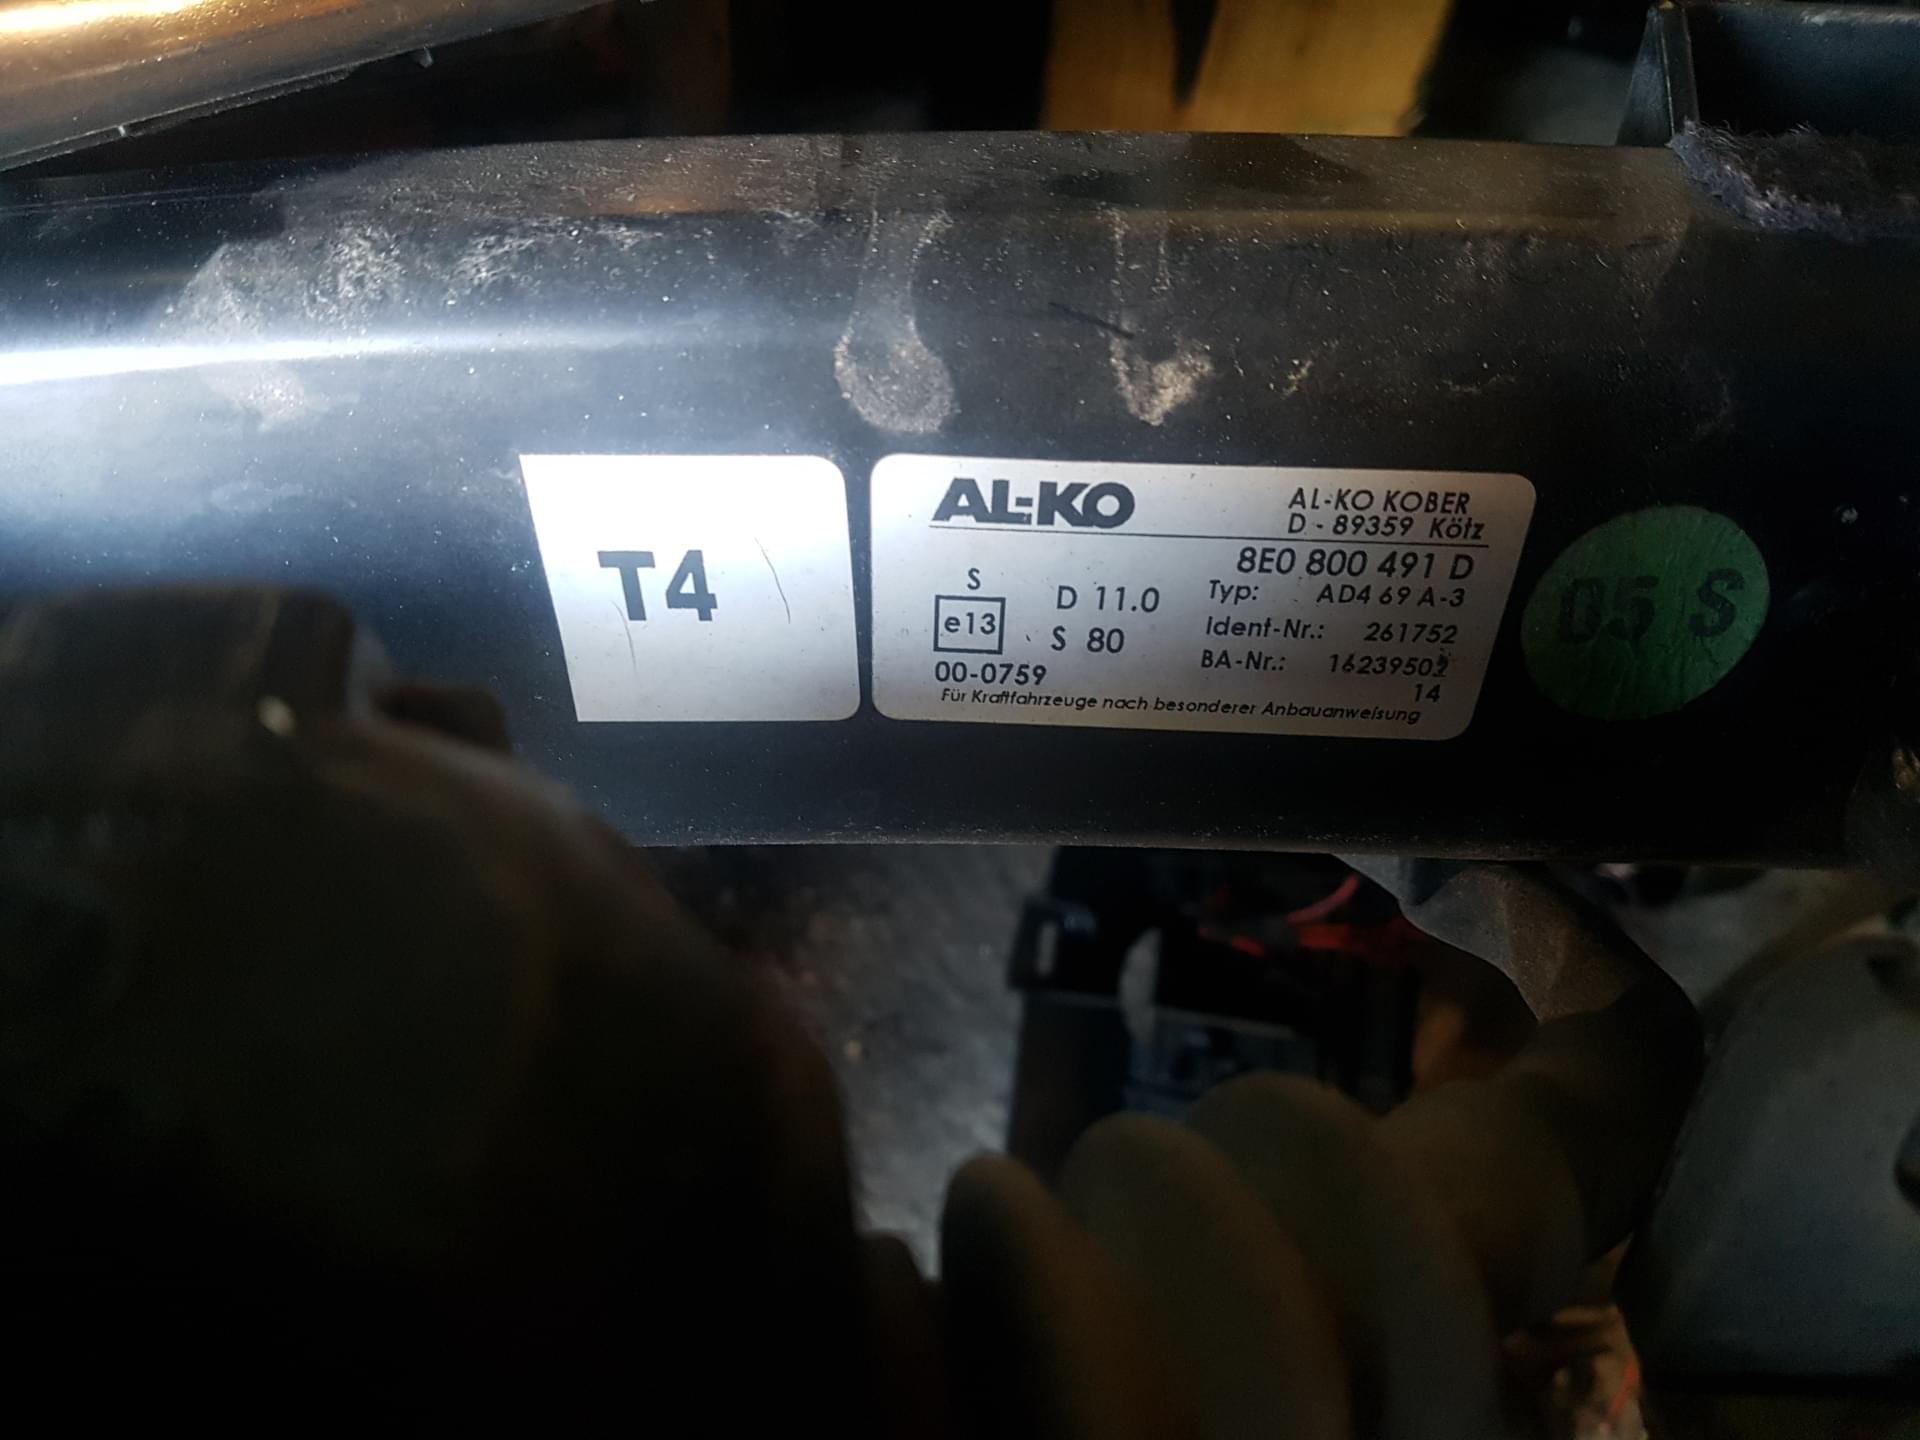 T4
AL-KO
AL-KO KOBER
D - 89359 Kötz
8E0 800 491 D
S
e13
00-0759
D 11.0
S 80
Typ: AD4 69 A-3
Ident-Nr.: 261752
BA-Nr.:
14
Für Kraftfahrzeuge nach besonderer Anbauanweisung
05 S